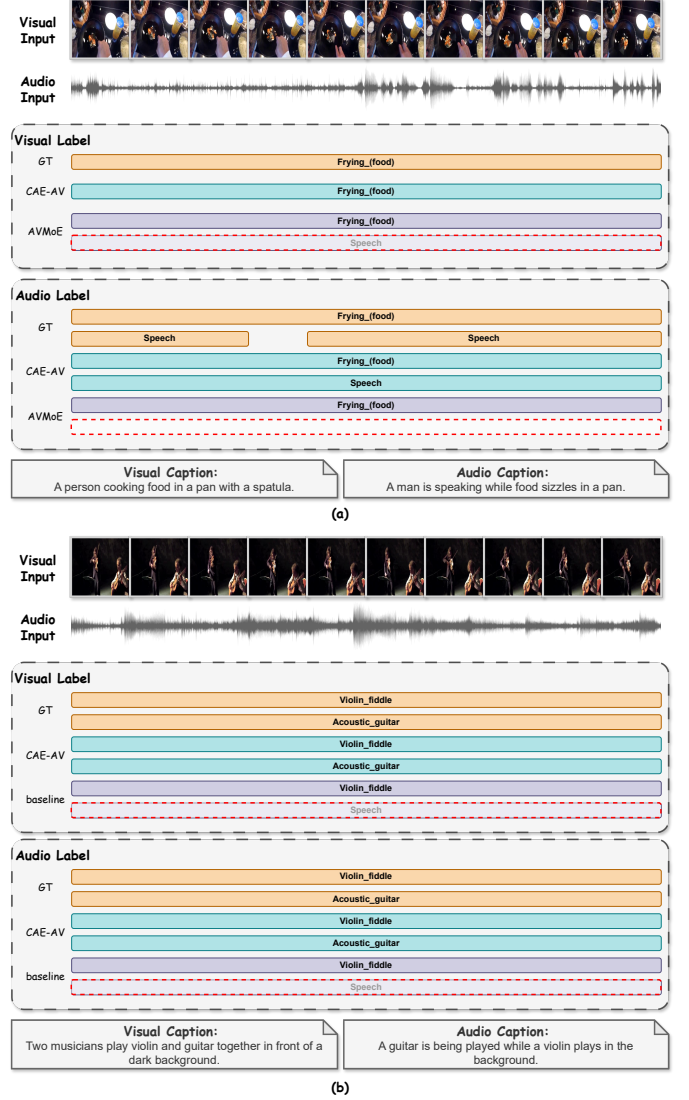 Visual
Input
Audio
Input
Visual Label
GT
Frying_(food)
CAE-AV
Frying_(food)
AVMoE
Frying_(food)
Speech
Audio Label
GT
Frying_(food)
Speech Speech
CAE-AV
Frying_(food)
Speech
AVMoE
Frying_(food)
Visual Caption:
A person cooking food in a pan with a spatula.
Audio Caption:
A man is speaking while food sizzles in a pan.
(a)
Visual
Input
Audio
Input
Visual Label
GT
Violin_fiddle
Acoustic_guitar
CAE-AV
Violin_fiddle
Acoustic_guitar
baseline
Violin_fiddle
Speech
Audio Label
GT
Violin_fiddle
Acoustic_guitar
CAE-AV
Violin_fiddle
Acoustic_guitar
baseline
Violin_fiddle
Speech
Visual Caption:
Two musicians play violin and guitar together in front of a
dark background.
Audio Caption:
A guitar is being played while a violin plays in the
background.
(b)